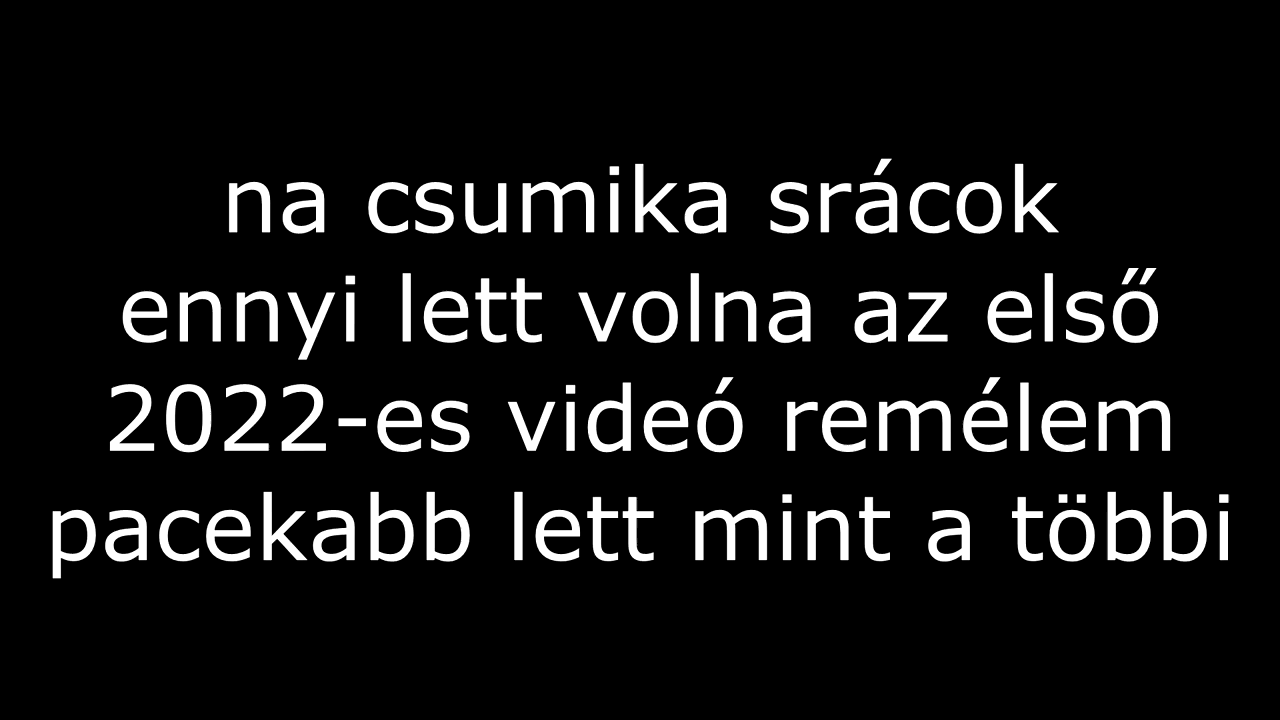 na csumika srácok
ennyi lett volna az első
2022-es videó remélem
pacekabb lett mint a többi